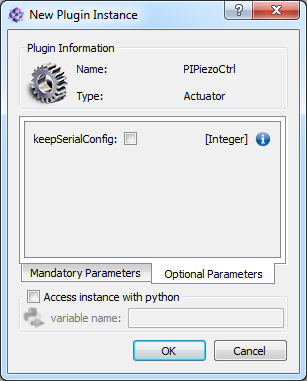 New Plugin Instance
Plugin Information
Name: PIPiezoCtrl
Type: Actuator
keepSerialConfig: [Integer]
Mandatory Parameters Optional Parameters
Access instance with python
variable name:
OK Cancel